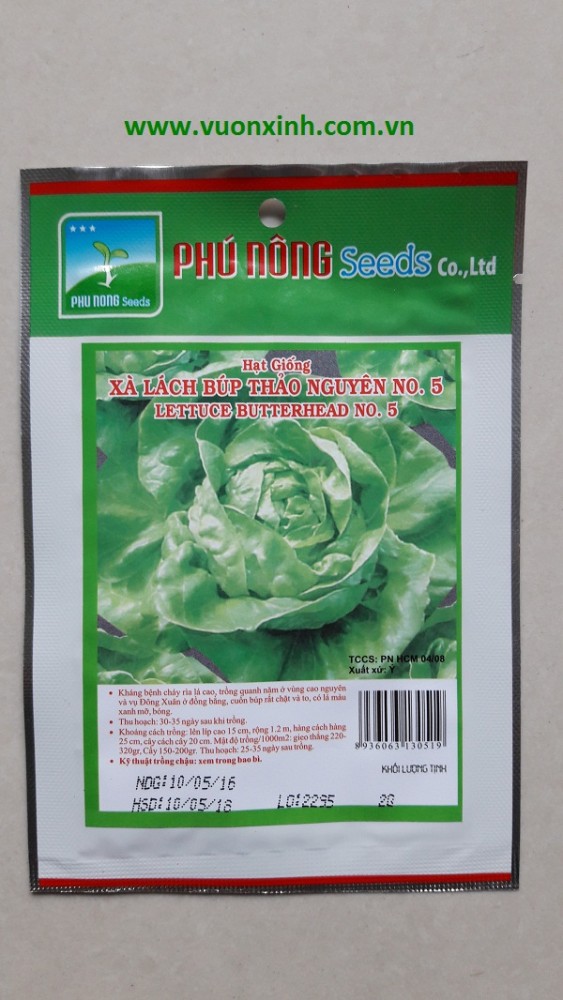 www.vuonxinh.com.vn
PHÚ NÔNG Seeds Co.,Ltd
PHU NONG Seeds
Hạt Giống
XÀ LÁCH BÚP THẢO NGUYÊN NO. 5
LETTUCE BUTTERHEAD NO. 5
TCCS: PN HCM 04/08
Xuất xứ: Ý
• Kháng bệnh cháy rìa lá cao, trồng quanh năm ở vùng cao nguyên
và vụ Đông Xuân ở đồng bằng, cuốn búp rất chặt và to, có lá màu
xanh mỡ, bóng.
• Thu hoạch: 30-35 ngày sau khi trồng.
• Khoảng cách trồng: lên líp cao 15 cm, rộng 1.2 m, hàng cách hàng
25 cm, cây cách cây 20 cm. Mật độ trồng/1000m2: gieo thẳng 220-
320gr, Cấy 150-200gr. Thu hoạch: 25-35 ngày sau trồng.
• Kỹ thuật trồng chậu: xem trong bao bì.
8936063130519
KHỐI LƯỢNG TỊNH
NDG:10/05/16
HSD:10/05/18 LO:2295 2G